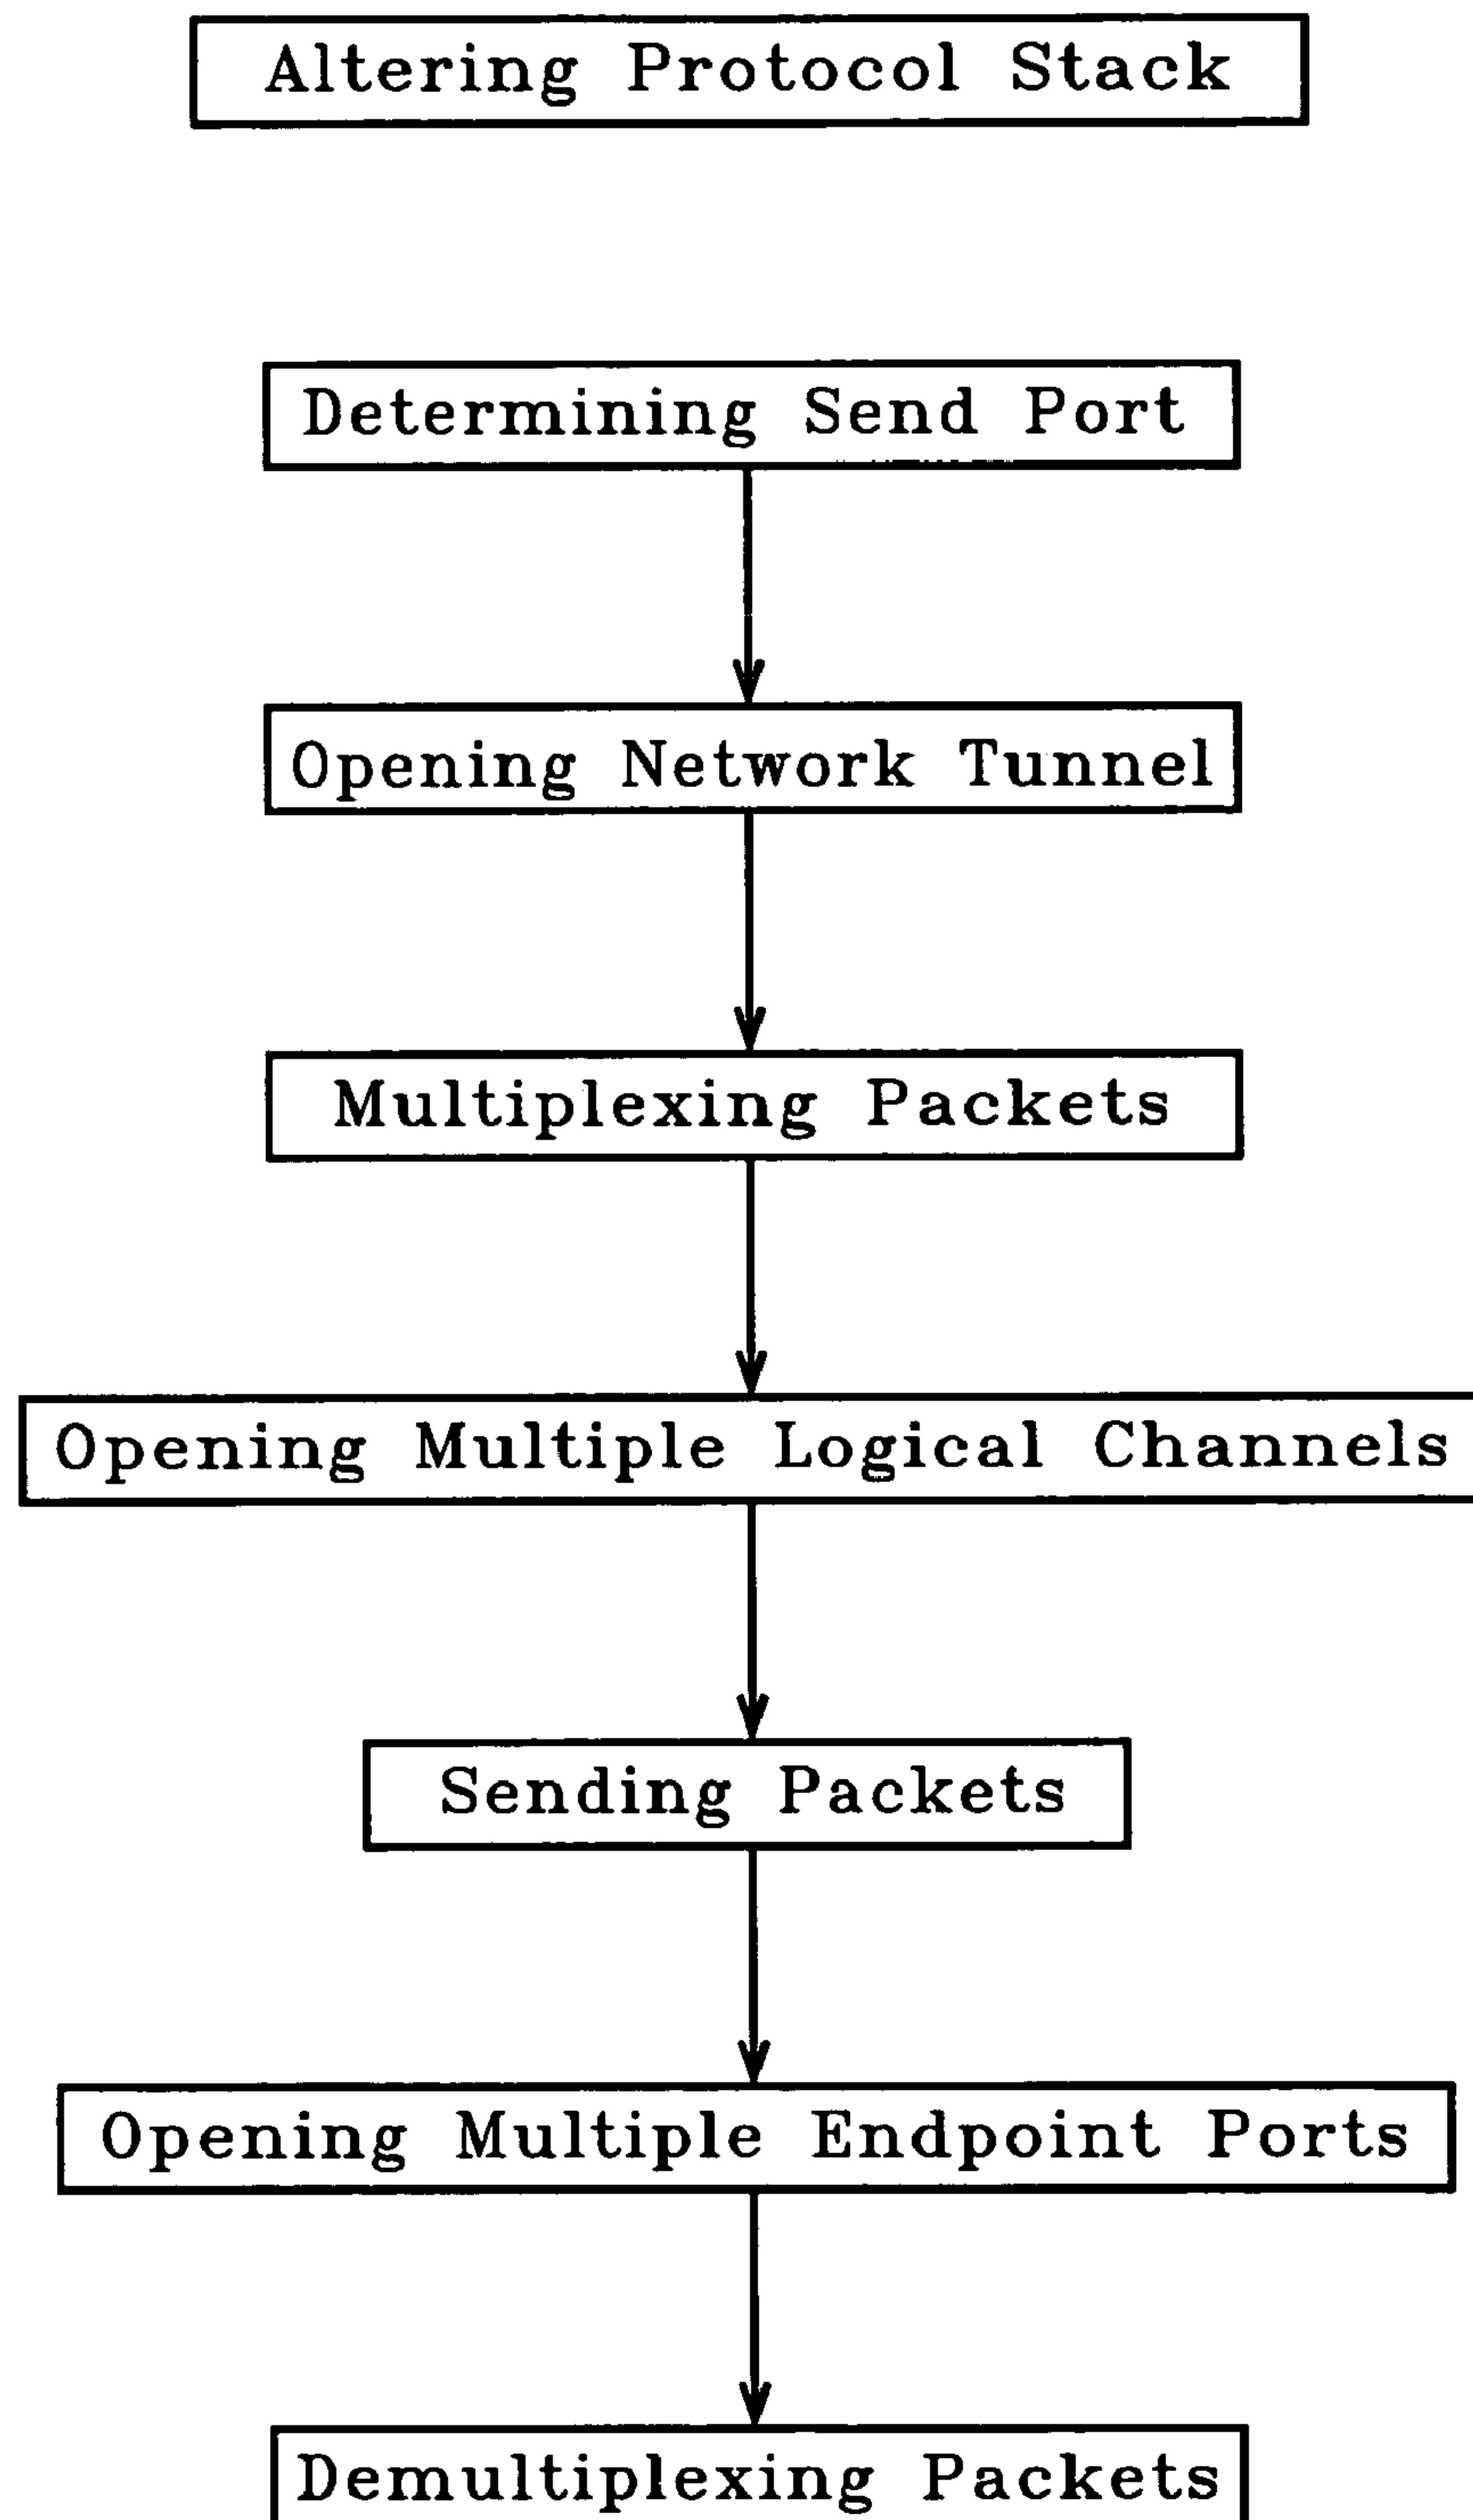 Altering Protocol Stack
Determining Send Port
Opening Network Tunnel
Multiplexing Packets
Opening Multiple Logical Channels
Sending Packets
Opening Multiple Endpoint Ports
Demultiplexing Packets